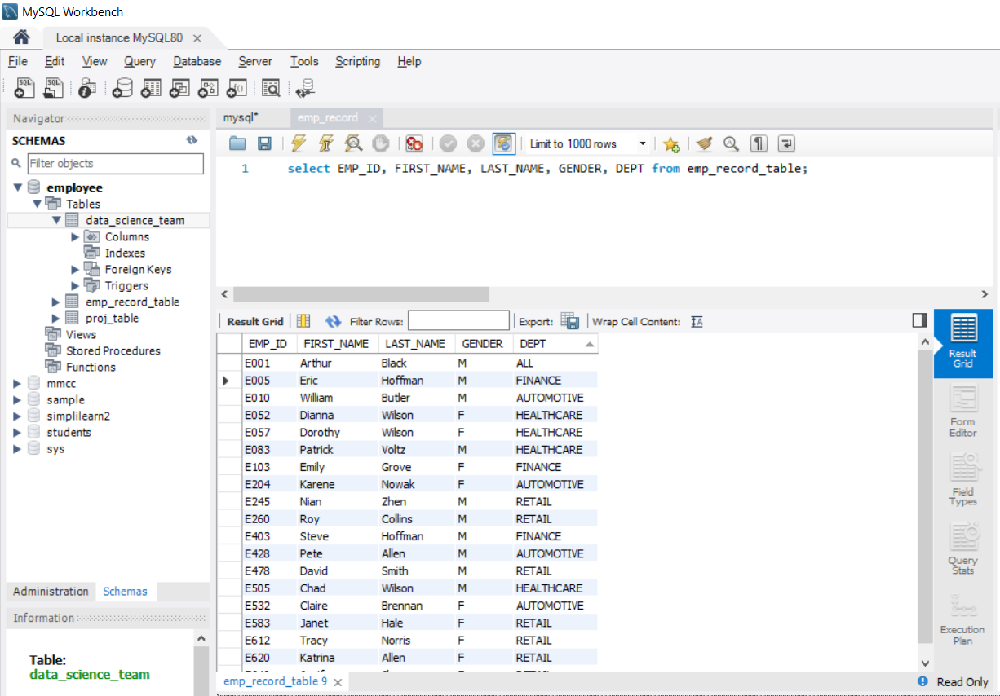 MySQL Workbench
Local instance MySQL80
File Edit View Query Database Server Tools Scripting Help
Navigator
SCHEMAS
Filter objects
employee
Tables
data_science_team
Columns
Indexes
Foreign Keys
Triggers
emp_record_table
proj_table
Views
Stored Procedures
Functions
mmcc
sample
simplilearn2
students
sys
Administration Schemas
Information
Table:
data_science_team
mysql* emp_record
Limit to 1000 rows
1 select EMP_ID, FIRST_NAME, LAST_NAME, GENDER, DEPT from emp_record_table;
Result Grid Filter Rows: Export: Wrap Cell Content:
EMP_ID FIRST_NAME LAST_NAME GENDER DEPT
E001 Arthur Black M ALL
E005 Eric Hoffman M FINANCE
E010 William Butler M AUTOMOTIVE
E052 Dianna Wilson F HEALTHCARE
E057 Dorothy Wilson F HEALTHCARE
E083 Patrick Voltz M HEALTHCARE
E103 Emily Grove F FINANCE
E204 Karene Nowak F AUTOMOTIVE
E245 Nian Zhen M RETAIL
E260 Roy Collins M RETAIL
E403 Steve Hoffman M FINANCE
E428 Pete Allen M AUTOMOTIVE
E478 David Smith M RETAIL
E505 Chad Wilson M HEALTHCARE
E532 Claire Brennan F AUTOMOTIVE
E583 Janet Hale F RETAIL
E612 Tracy Norris F RETAIL
E620 Katrina Allen F RETAIL
emp_record_table 9
Result
Grid
Form
Editor
Field
Types
Query
Stats
Execution
Plan
Read Only